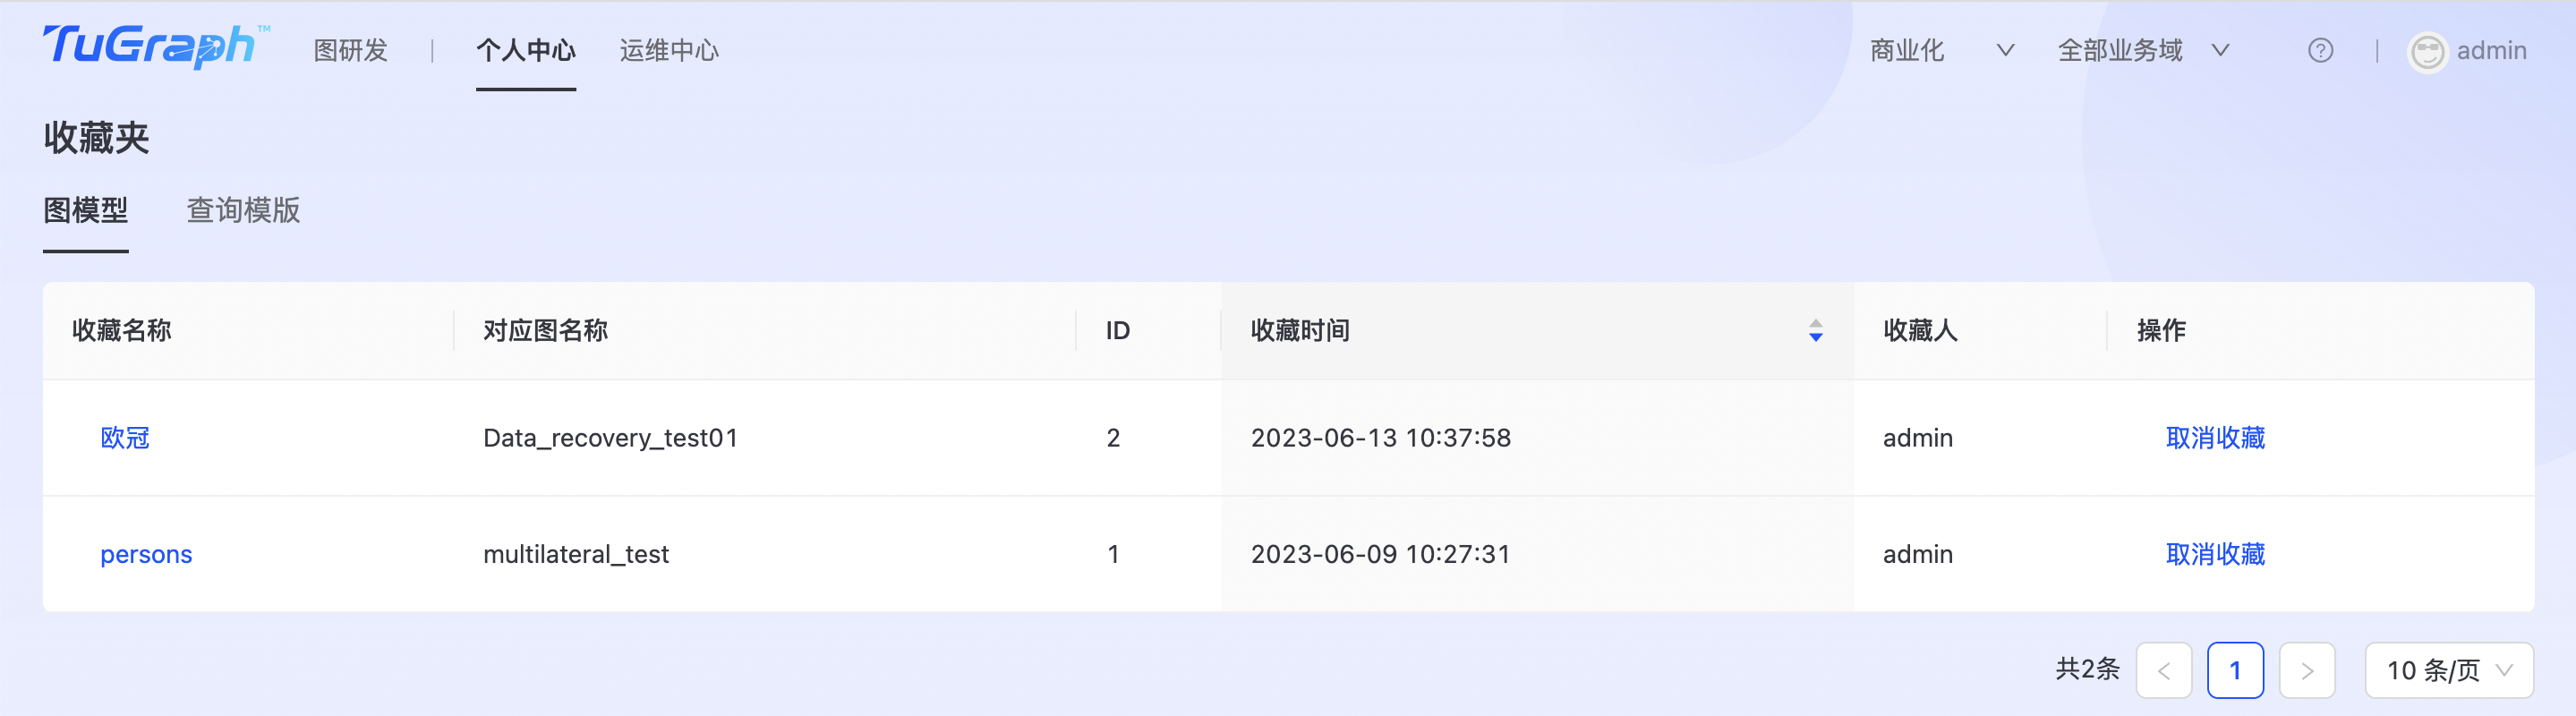 TuGraph™ 图研发 | 个人中心 运维中心 商业化 全部业务域 ? | admin
收藏夹
图模型 查询模版
收藏名称 对应图名称 ID 收藏时间 收藏人 操作
欧冠 Data_recovery_test01 2 2023-06-13 10:37:58 admin 取消收藏
persons multilateral_test 1 2023-06-09 10:27:31 admin 取消收藏
共2条 < 1 > 10 条/页